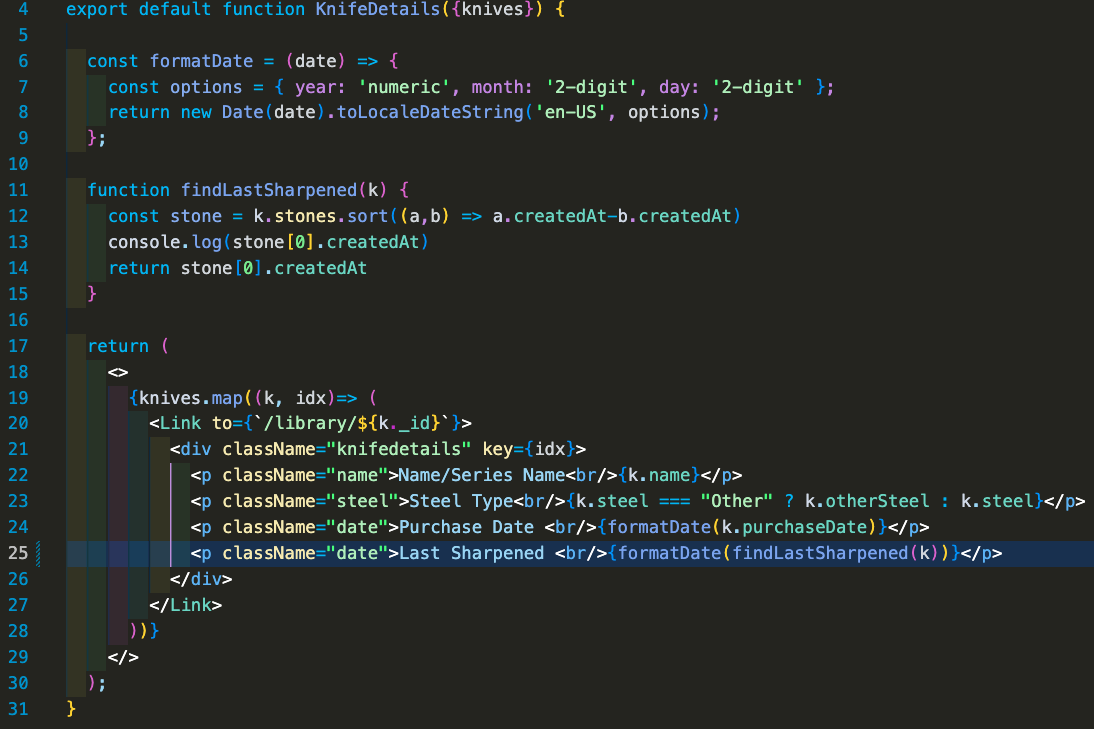 4 export default function KnifeDetails({knives}) {
5
6 const formatDate = (date) => {
7 const options = { year: 'numeric', month: '2-digit', day: '2-digit' };
8 return new Date(date).toLocaleDateString('en-US', options);
9 };
10
11 function findLastSharpened(k) {
12 const stone = k.stones.sort((a,b) => a.createdAt-b.createdAt)
13 console.log(stone[0].createdAt)
14 return stone[0].createdAt
15 }
16
17 return (
18 <>
19 {knives.map((k, idx)=> (
20 <Link to={`/library/${k._id}`}>
21 <div className="knifedetails" key={idx}>
22 <p className="name">Name/Series Name<br/>{k.name}</p>
23 <p className="steel">Steel Type<br/>{k.steel === "Other" ? k.otherSteel : k.steel}</p>
24 <p className="date">Purchase Date <br/>{formatDate(k.purchaseDate)}</p>
25 <p className="date">Last Sharpened <br/>{formatDate(findLastSharpened(k))}</p>
26 </div>
27 </Link>
28 ))}
29 </>
30 );
31 }